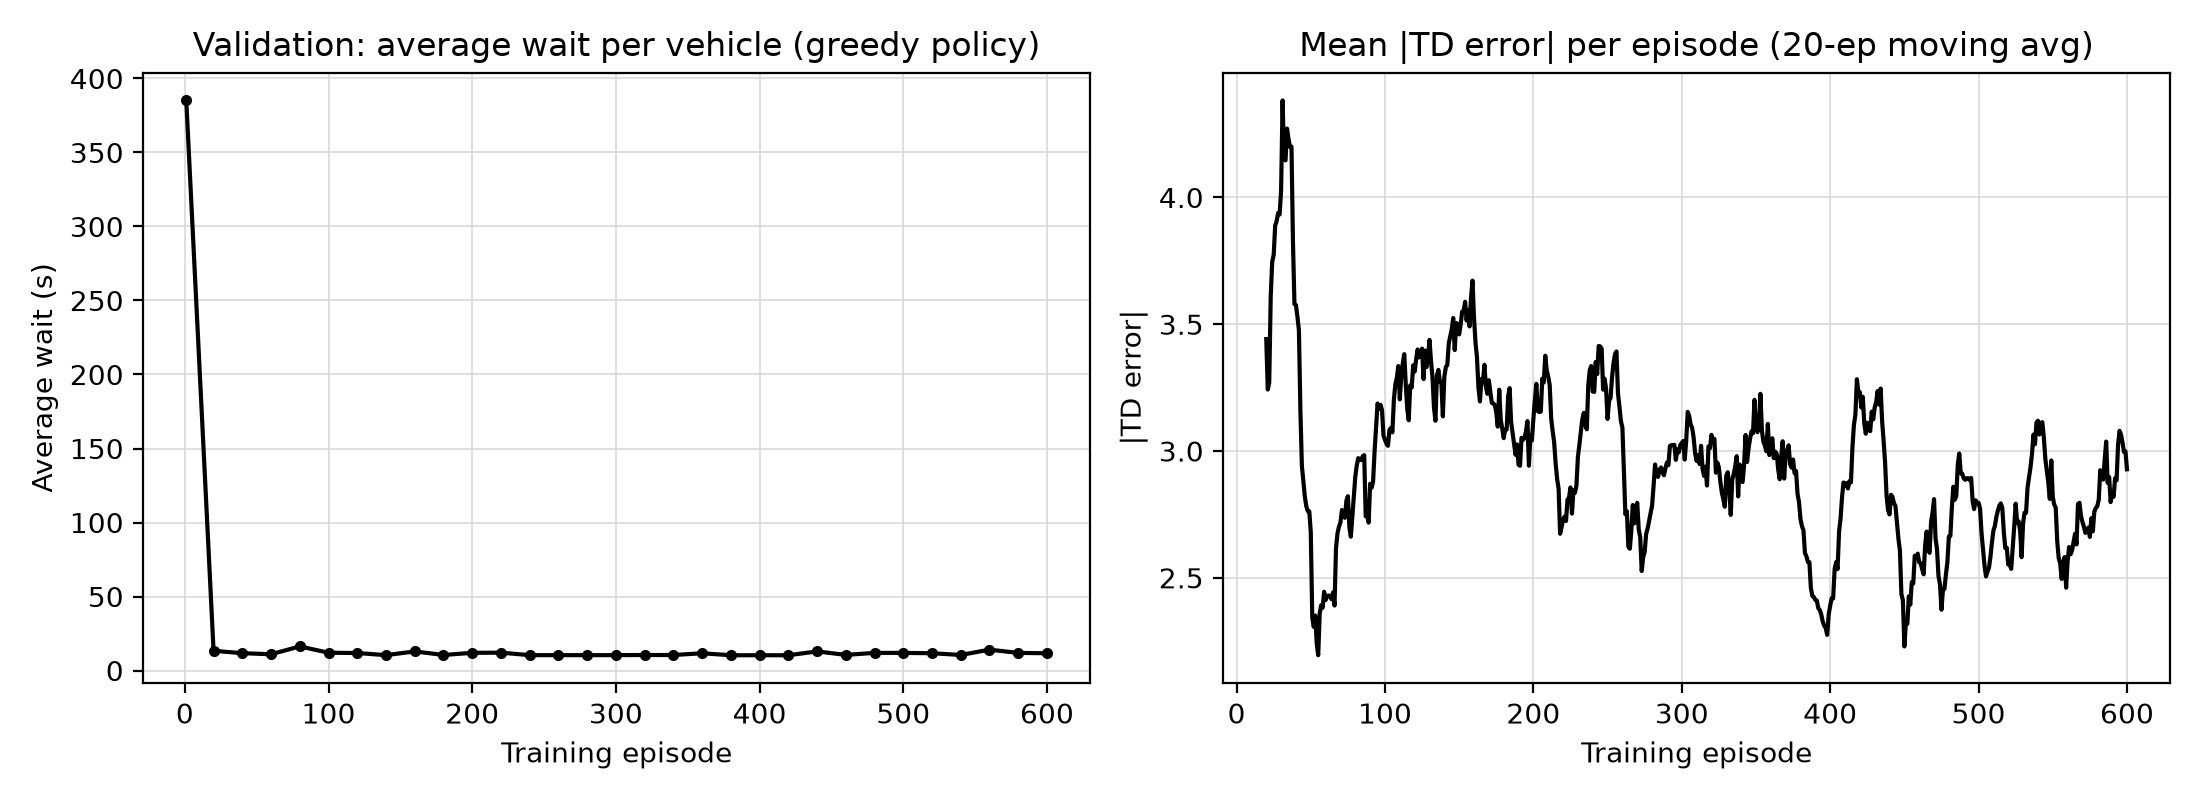 Validation: average wait per vehicle (greedy policy)
Average wait (s)
400
350
300
250
200
150
100
50
0
0 100 200 300 400 500 600
Training episode
Mean |TD error| per episode (20-ep moving avg)
|TD error|
4.0
3.5
3.0
2.5
0 100 200 300 400 500 600
Training episode